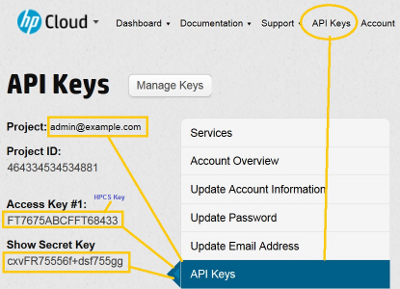 hp Cloud Dashboard Documentation Support API Keys Account
API Keys Manage Keys
Project: admin@example.com
Project ID:
464334534534881
Access Key #1: HPCS Key
FT7675ABCFFT68433
Show Secret Key
cxvFR75556f+dsf755gg
Services
Account Overview
Update Account Information
Update Password
Update Email Address
API Keys